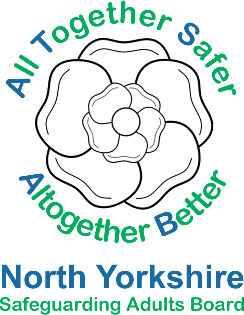 All Together Safer
Altogether Better
North Yorkshire
Safeguarding Adults Board